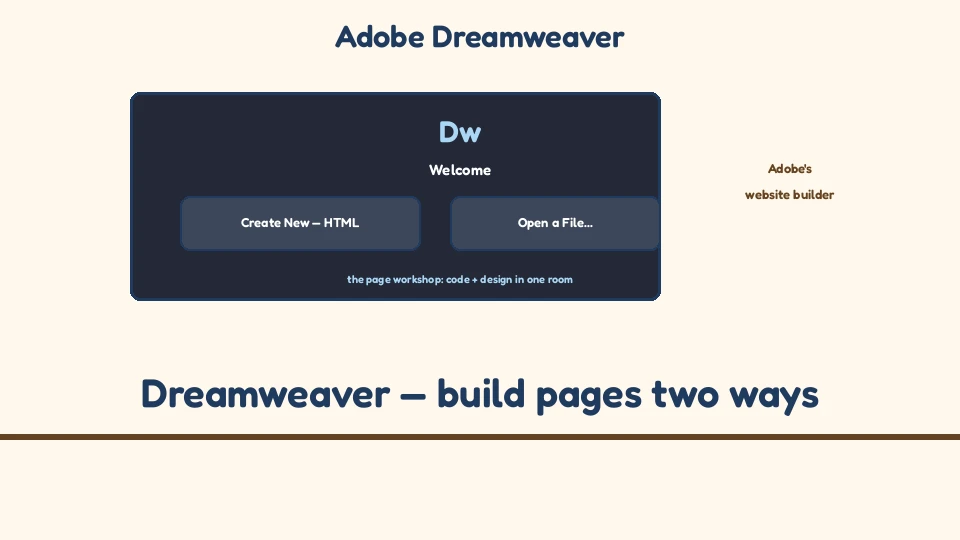 Adobe Dreamweaver
Dw
Welcome
Create New — HTML
Open a File...
the page workshop: code + design in one room
Adobe's
website builder
Dreamweaver — build pages two ways